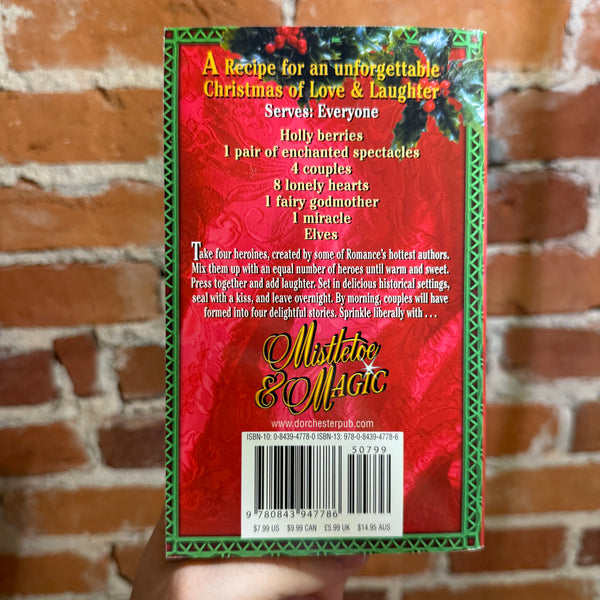 A Recipe for an unforgettable
Christmas of Love & Laughter
Serves: Everyone
Holly berries
1 pair of enchanted spectacles
4 couples
8 lonely hearts
1 fairy godmother
1 miracle
Elves
Take four heroines, created by some of Romance's hottest authors.
Mix them up with an equal number of heroes until warm and sweet.
Press together and add laughter. Set in delicious historical settings,
seal with a kiss, and leave overnight. By morning, couples will have
formed into four delightful stories. Sprinkle liberally with . . .
Mistletoe
& Magic
www.dorchesterpub.com
ISBN-10: 0-8439-4778-0 ISBN-13: 978-0-8439-4778-6
50799
9 780843 947786
$7.99 US $9.99 CAN £5.99 UK $14.95 AUS